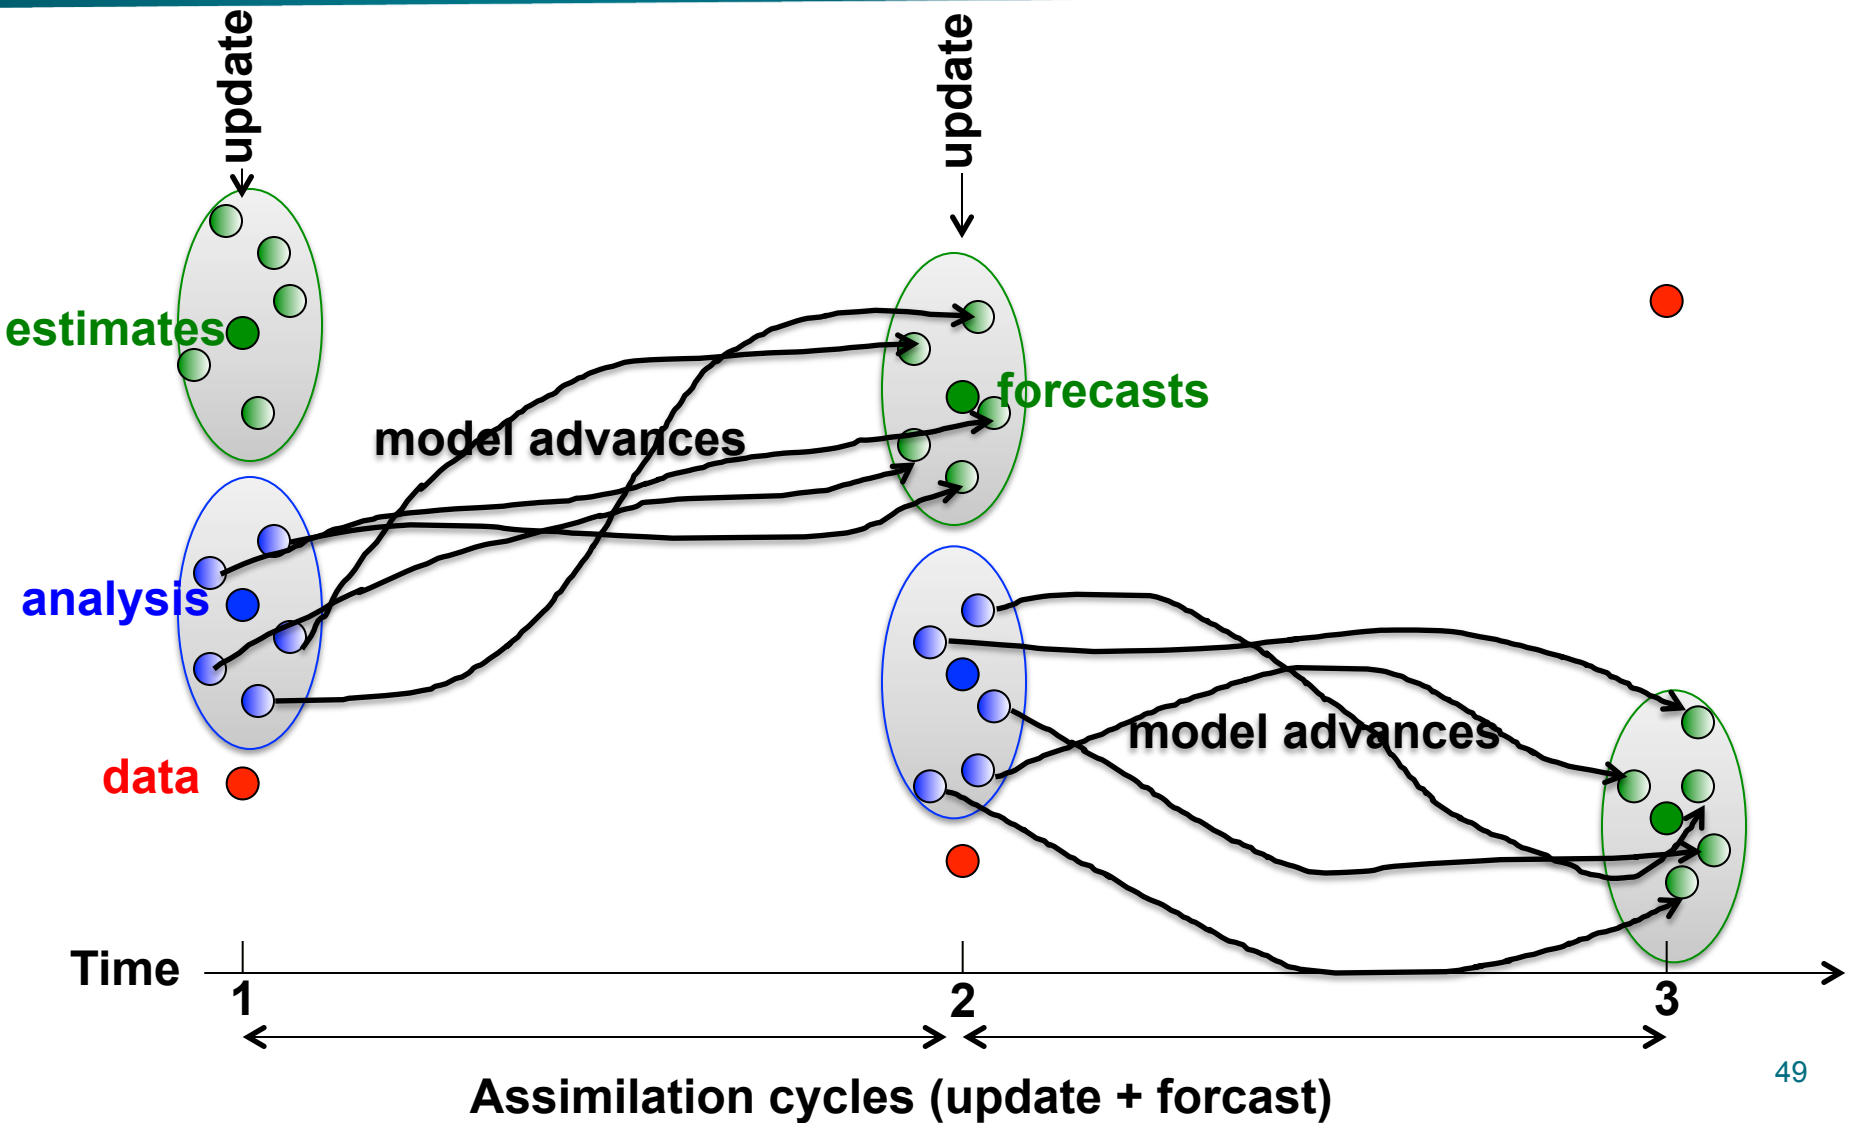 update
update
estimates
forecasts
model advances
analysis
model advances
data
Time
1
2
3
49
Assimilation cycles (update + forcast)